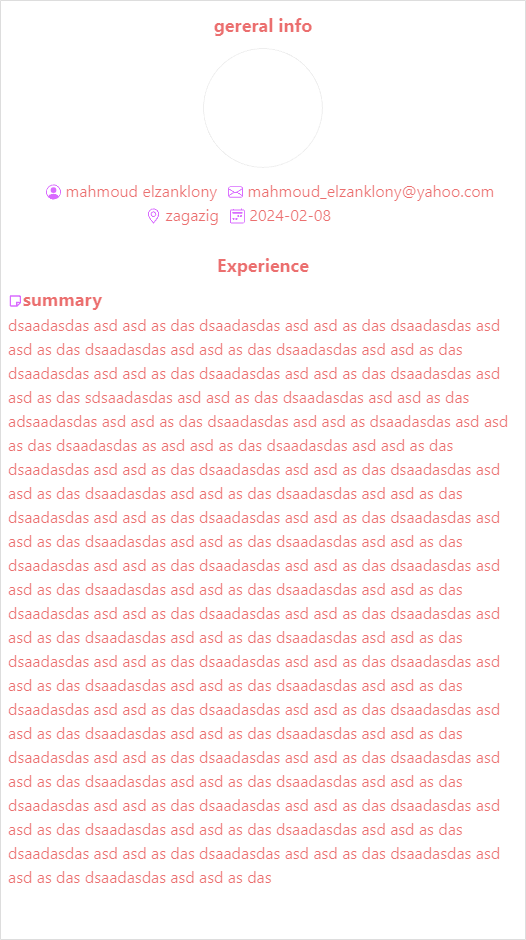 gereral info
mahmoud elzanklony mahmoud_elzanklony@yahoo.com
zagazig 2024-02-08
Experience
summary
dsaadasdas asd asd as das dsaadasdas asd asd as das dsaadasdas asd
asd as das dsaadasdas asd asd as das dsaadasdas asd asd as das
dsaadasdas asd asd as das dsaadasdas asd asd as das dsaadasdas asd
asd as das sdsaadasdas asd asd as das dsaadasdas asd asd as das
adsaadasdas asd asd as das dsaadasdas asd asd as dsaadasdas asd asd
as das dsaadasdas as asd asd as das dsaadasdas asd asd as das
dsaadasdas asd asd as das dsaadasdas asd asd as das dsaadasdas asd
asd as das dsaadasdas asd asd as das dsaadasdas asd asd as das
dsaadasdas asd asd as das dsaadasdas asd asd as das dsaadasdas asd
asd as das dsaadasdas asd asd as das dsaadasdas asd asd as das
dsaadasdas asd asd as das dsaadasdas asd asd as das dsaadasdas asd
asd as das dsaadasdas asd asd as das dsaadasdas asd asd as das
dsaadasdas asd asd as das dsaadasdas asd asd as das dsaadasdas asd
asd as das dsaadasdas asd asd as das dsaadasdas asd asd as das
dsaadasdas asd asd as das dsaadasdas asd asd as das dsaadasdas asd
asd as das dsaadasdas asd asd as das dsaadasdas asd asd as das
dsaadasdas asd asd as das dsaadasdas asd asd as das dsaadasdas asd
asd as das dsaadasdas asd asd as das dsaadasdas asd asd as das
dsaadasdas asd asd as das dsaadasdas asd asd as das dsaadasdas asd
asd as das dsaadasdas asd asd as das dsaadasdas asd asd as das
dsaadasdas asd asd as das dsaadasdas asd asd as das dsaadasdas asd
asd as das dsaadasdas asd asd as das dsaadasdas asd asd as das
dsaadasdas asd asd as das dsaadasdas asd asd as das dsaadasdas asd
asd as das dsaadasdas asd asd as das